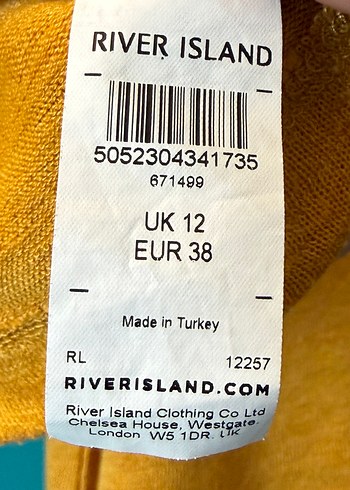 RIVER ISLAND
5052304341735
671499
UK 12
EUR 38
Made in Turkey
RL 12257
RIVERISLAND.COM
River Island Clothing Co Ltd
Chelsea House, Westgate.
London W5 1DR. UK